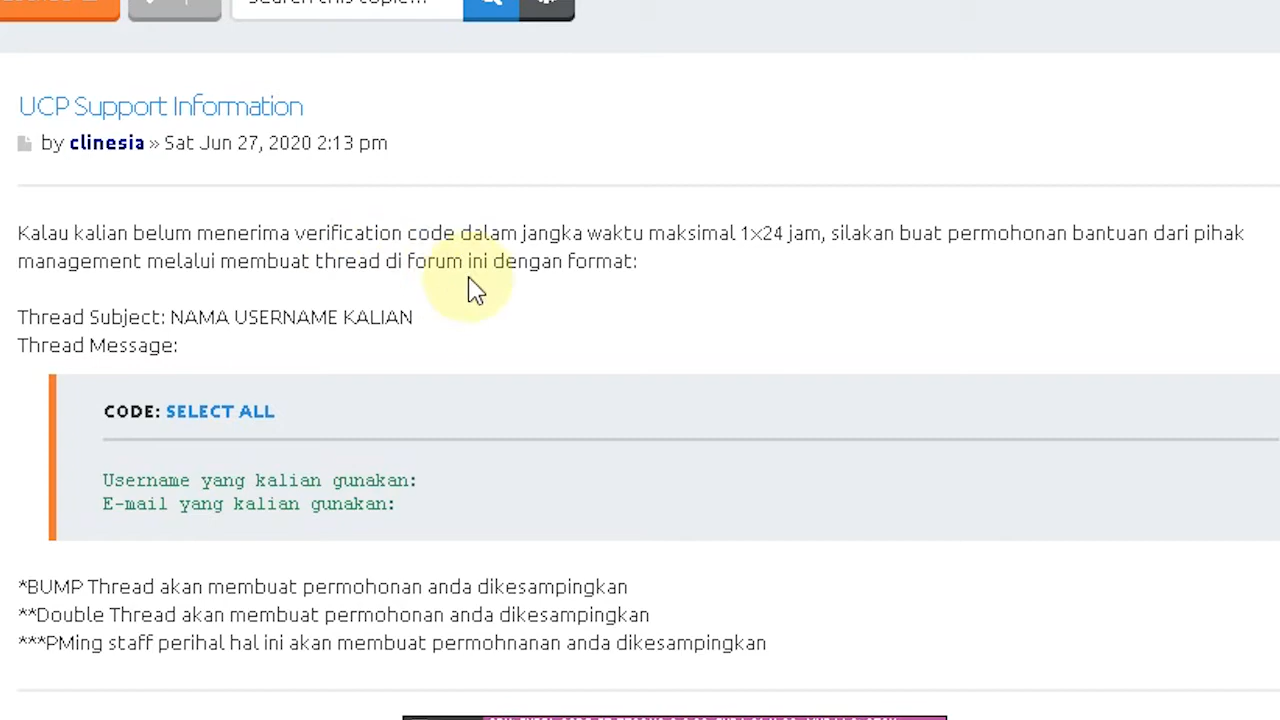 UCP Support Information
by clinesia » Sat Jun 27, 2020 2:13 pm
Kalau kalian belum menerima verification code dalam jangka waktu maksimal 1x24 jam, silakan buat permohonan bantuan dari pihak
management melalui membuat thread di forum ini dengan format:
Thread Subject: NAMA USERNAME KALIAN
Thread Message:
CODE: SELECT ALL
Username yang kalian gunakan:
E-mail yang kalian gunakan:
*BUMP Thread akan membuat permohonan anda dikesampingkan
**Double Thread akan membuat permohonan anda dikesampingkan
***PMing staff perihal hal ini akan membuat permohnanan anda dikesampingkan